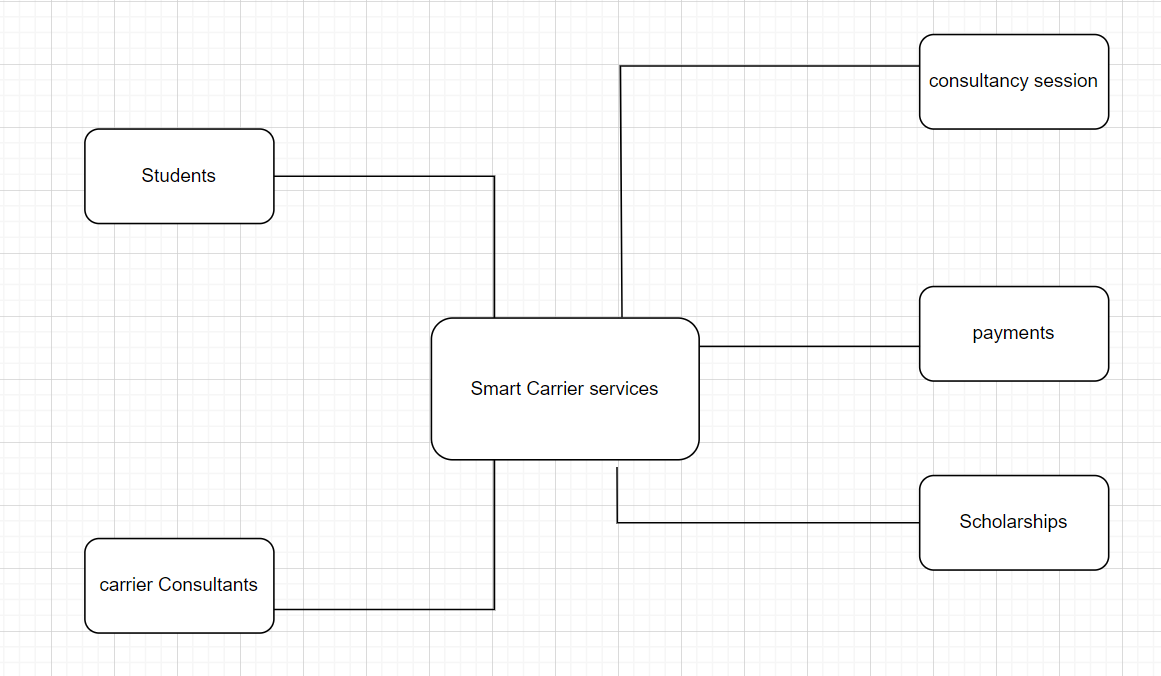 consultancy session
Students
payments
Smart Carrier services
Scholarships
carrier Consultants